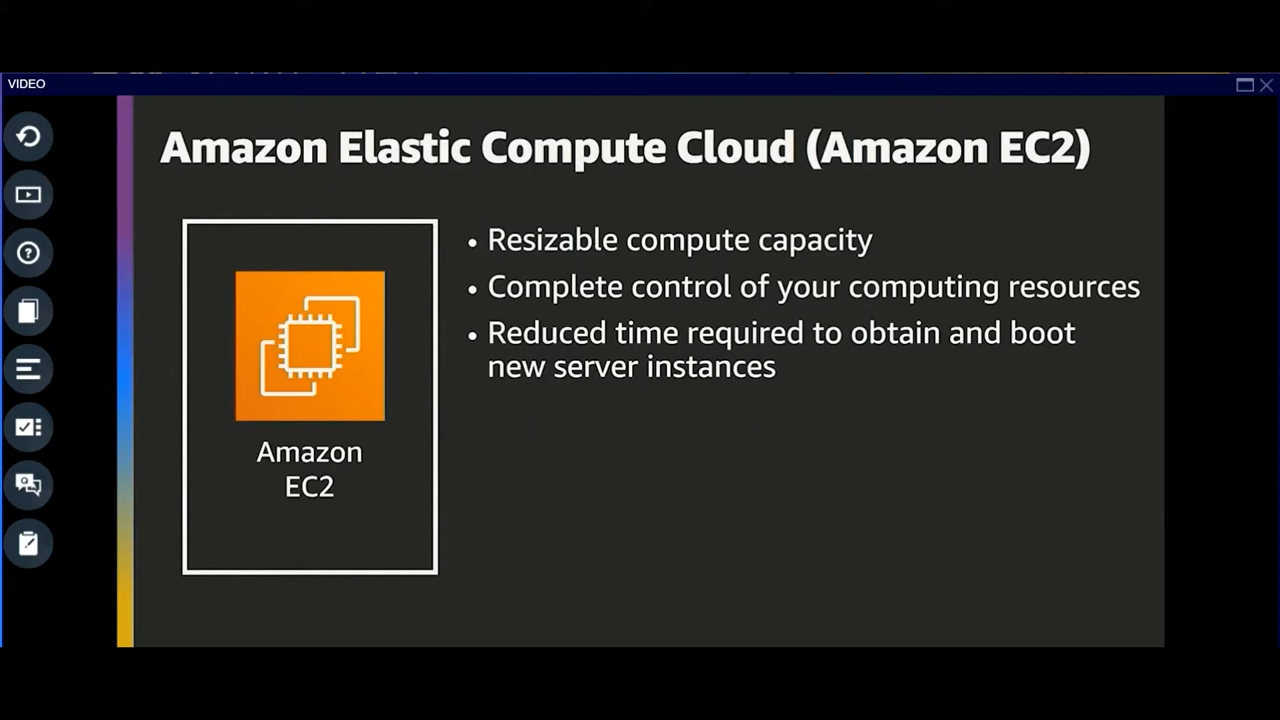 VIDEO
Amazon Elastic Compute Cloud (Amazon EC2)
• Resizable compute capacity
• Complete control of your computing resources
• Reduced time required to obtain and boot
new server instances
Amazon
EC2